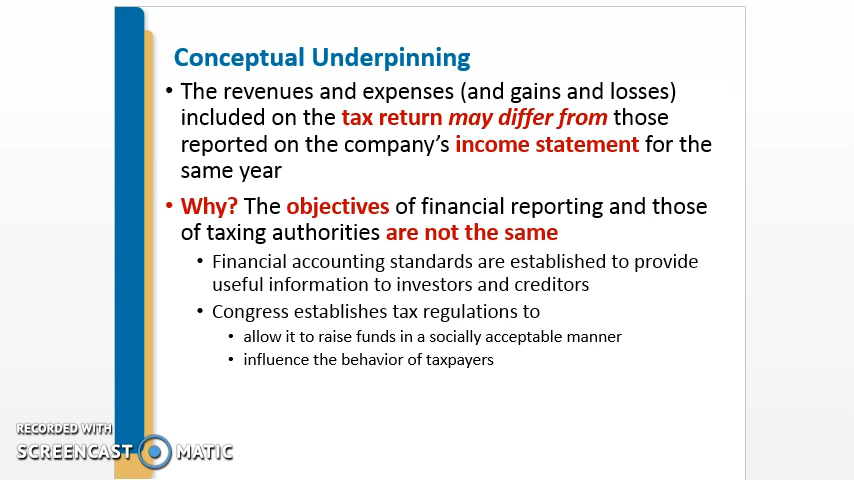 Conceptual Underpinning
• The revenues and expenses (and gains and losses)
included on the tax return may differ from those
reported on the company's income statement for the
same year
• Why? The objectives of financial reporting and those
of taxing authorities are not the same
• Financial accounting standards are established to provide
useful information to investors and creditors
• Congress establishes tax regulations to
• allow it to raise funds in a socially acceptable manner
• influence the behavior of taxpayers
RECORDED WITH
SCREENCAST MATIC